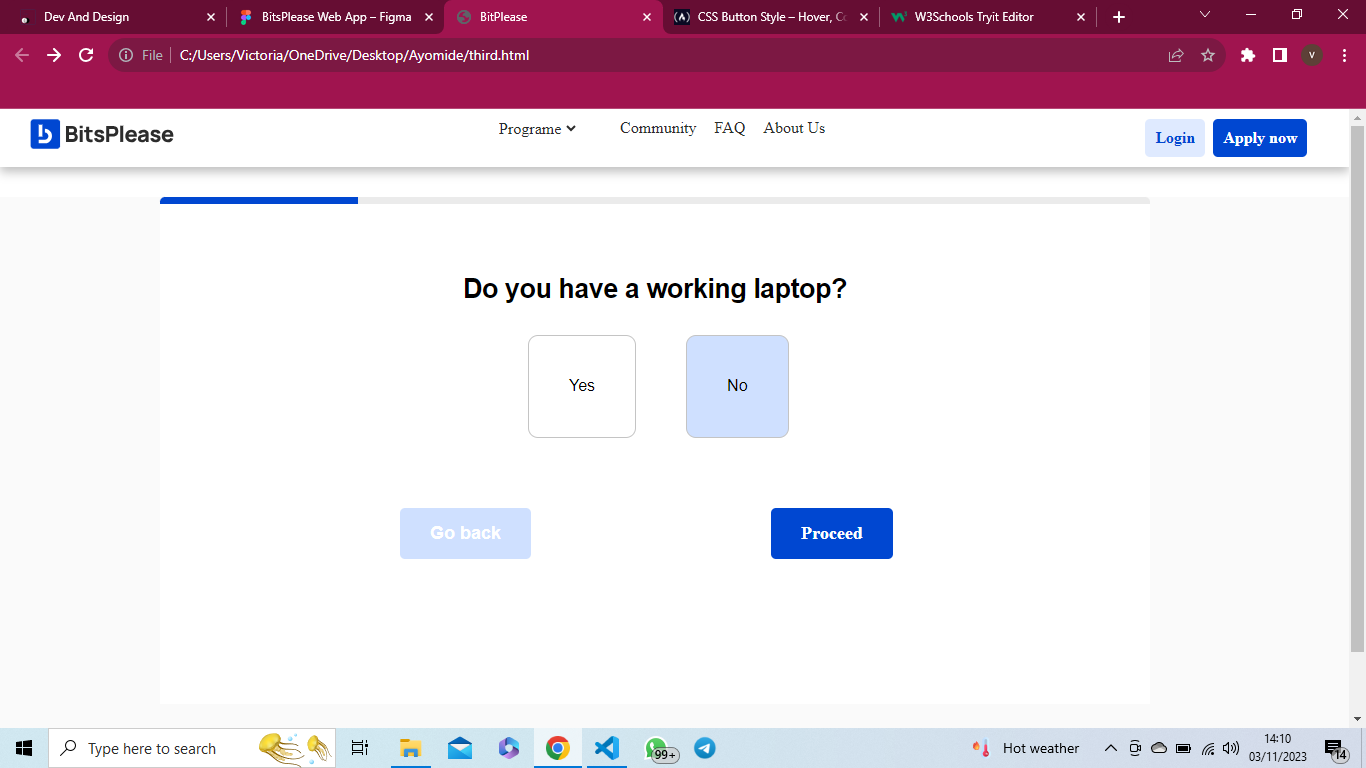 Dev And Design
BitsPlease Web App – Figma
BitPlease
CSS Button Style – Hover, Co
W3Schools Tryit Editor
File
C:/Users/Victoria/OneDrive/Desktop/Ayomide/third.html
V
BitsPlease
Programe
Community
FAQ
About Us
Login
Apply now
Do you have a working laptop?
Yes
No
Go back
Proceed
Type here to search
99+
Hot weather
14:10
03/11/2023
14